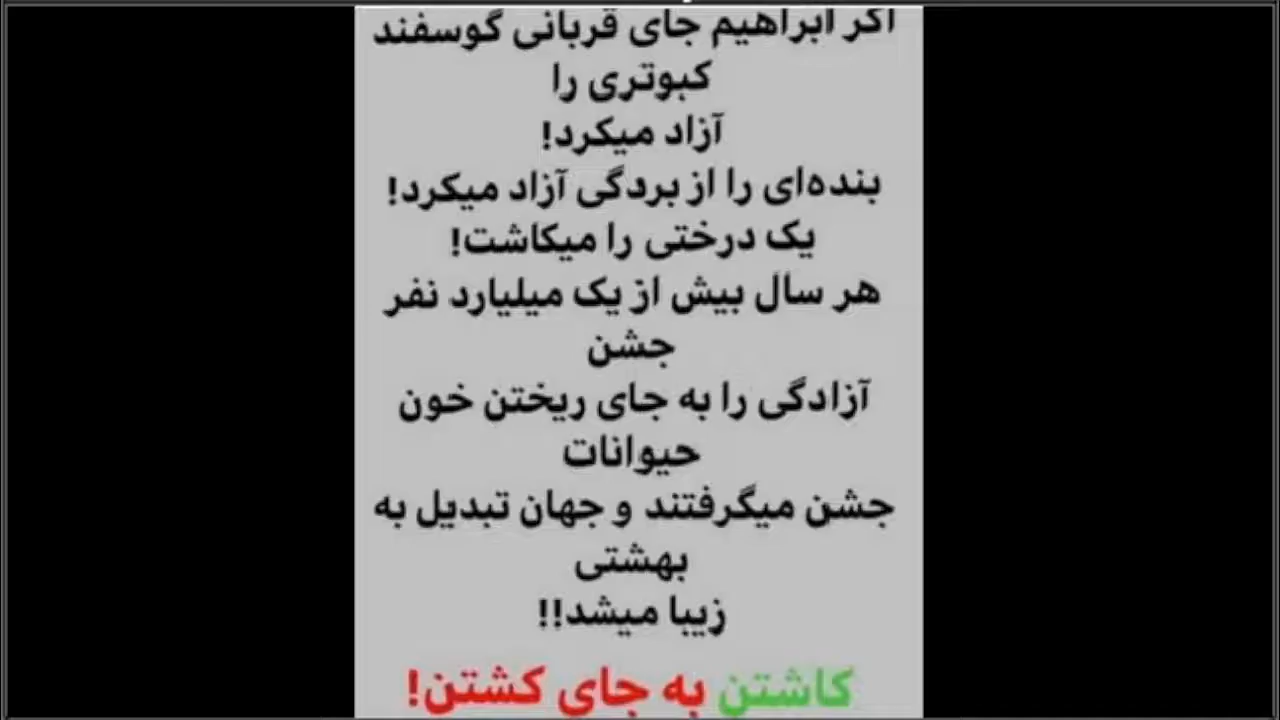 اگر ابراهیم جای قربانی گوسفند
کبوتری را
آزاد میکرد!
بنده‌ای را از بردگی آزاد میکرد!
یک درختی را میکاشت!
هر سال بیش از یک میلیارد نفر
جشن
آزادگی را به جای ریختن خون
حیوانات
جشن میگرفتند و جهان تبدیل به
بهشتی
زیبا میشد!!
کاشتن به جای کشتن!